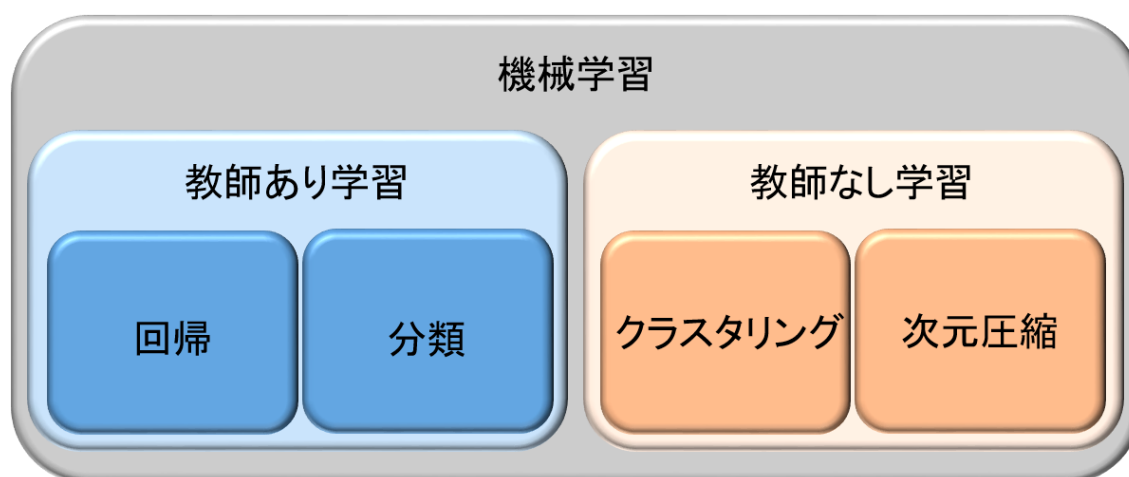 機械学習
教師あり学習
教師なし学習
回帰
分類
クラスタリング
次元圧縮